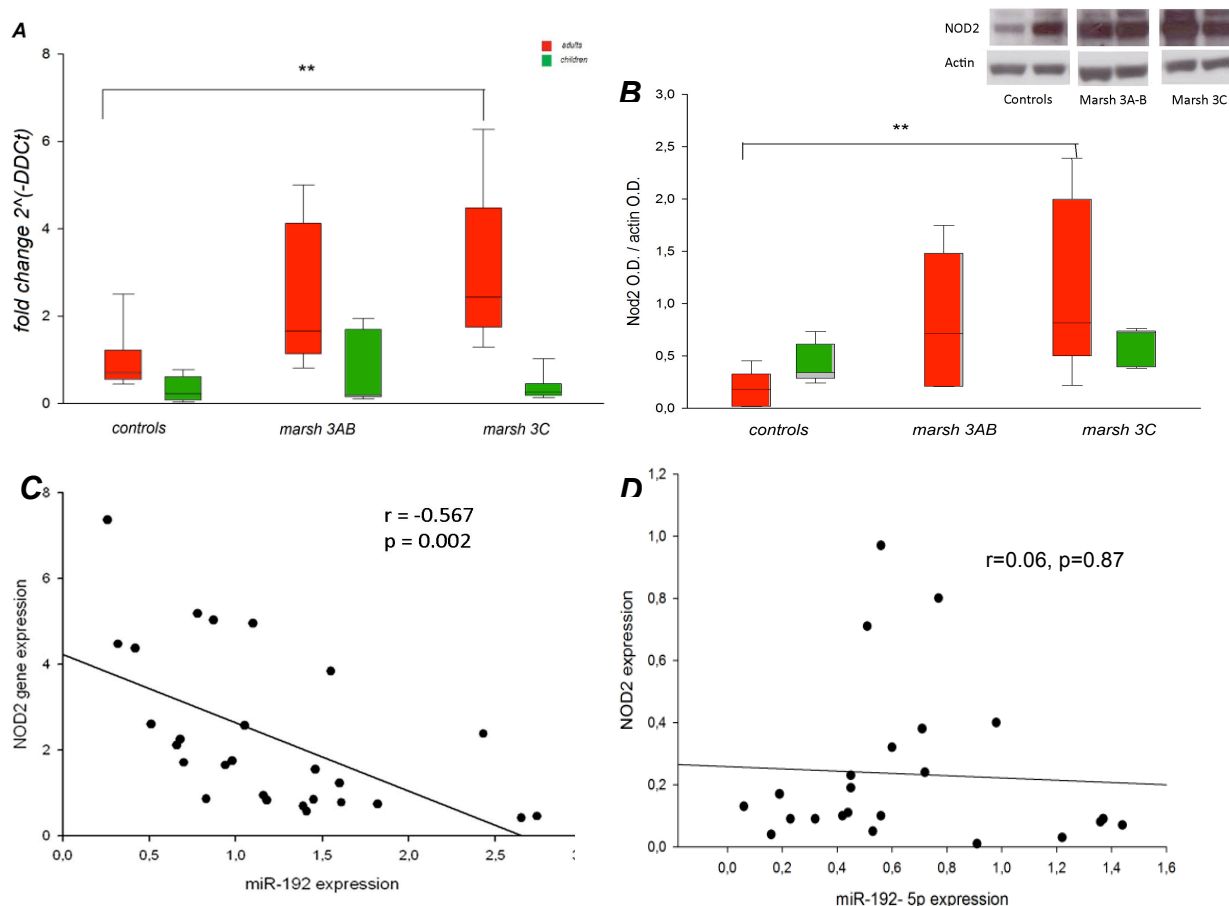 A
adults
children
**
fold change 2^(-DDCt)
8
6
4
2
0
controls
marsh 3AB
marsh 3C
NOD2
Actin
Controls
Marsh 3A-B
Marsh 3C
B
**
Nod2 O.D. / actin O.D.
3,0
2,5
2,0
1,5
1,0
0,5
0,0
controls
marsh 3AB
marsh 3C
C
r = -0.567
p = 0.002
NOD2 gene expression
8
6
4
2
0
0,0 0,5 1,0 1,5 2,0 2,5
miR-192 expression
D
r=0.06, p=0.87
NOD2 expression
1,2
1,0
0,8
0,6
0,4
0,2
0,0
0,0 0,2 0,4 0,6 0,8 1,0 1,2 1,4 1,6
miR-192- 5p expression